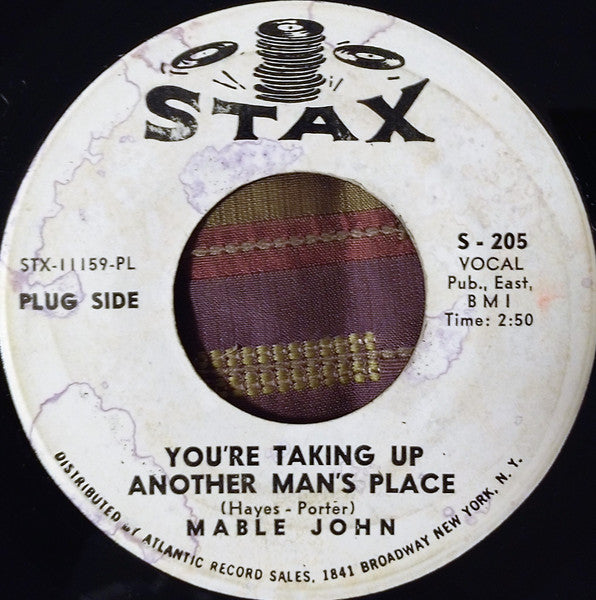 STAX
STX-11159-PL
PLUG SIDE
S - 205
VOCAL
Pub., East,
B M I
Time: 2:50
YOU'RE TAKING UP
ANOTHER MAN'S PLACE
(Hayes - Porter)
MABLE JOHN
DISTRIBUTED BY ATLANTIC RECORD SALES, 1841 BROADWAY NEW YORK, N. Y.